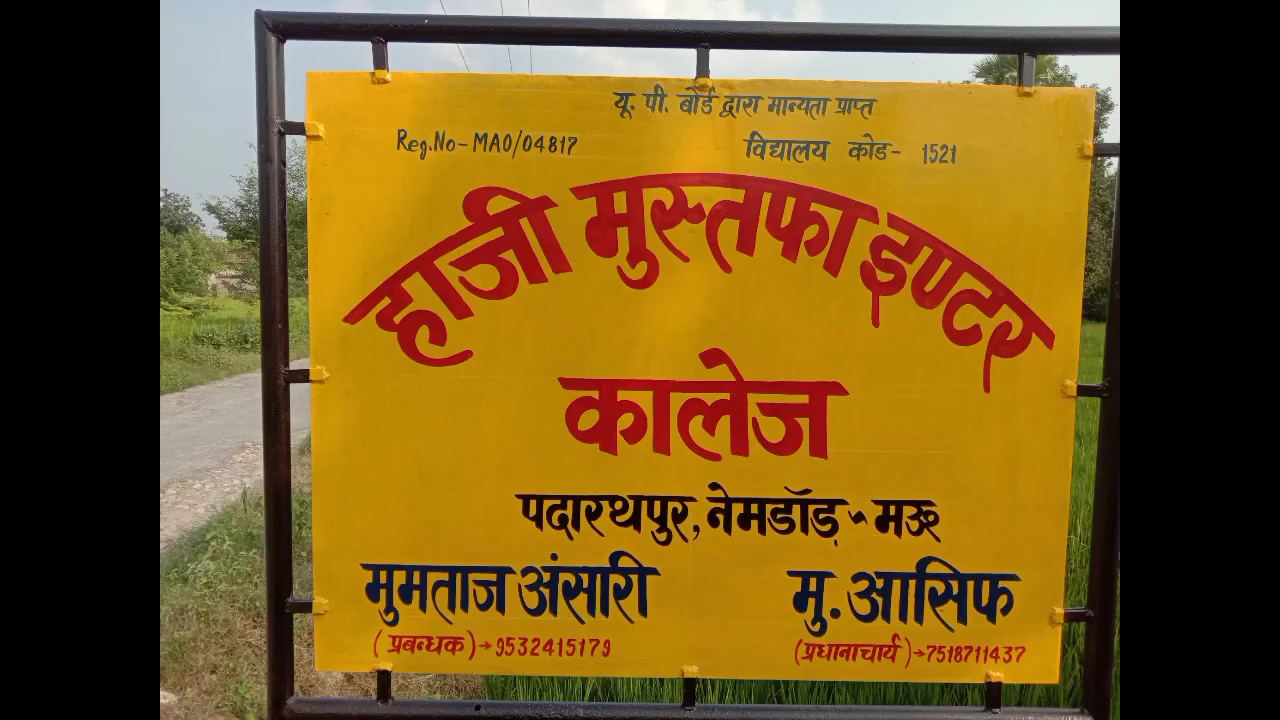 यू. पी. बोर्ड द्वारा मान्यता प्राप्त
Reg.No- MAO/04817 विद्यालय कोड- 1521
हाजी मुस्तफा इण्टर
कालेज
पदारथपुर, नेमडॉड़ - मऊ
मुमताज अंसारी मु. आसिफ
(प्रबन्धक)→9532415179 (प्रधानाचार्य)→7518711437